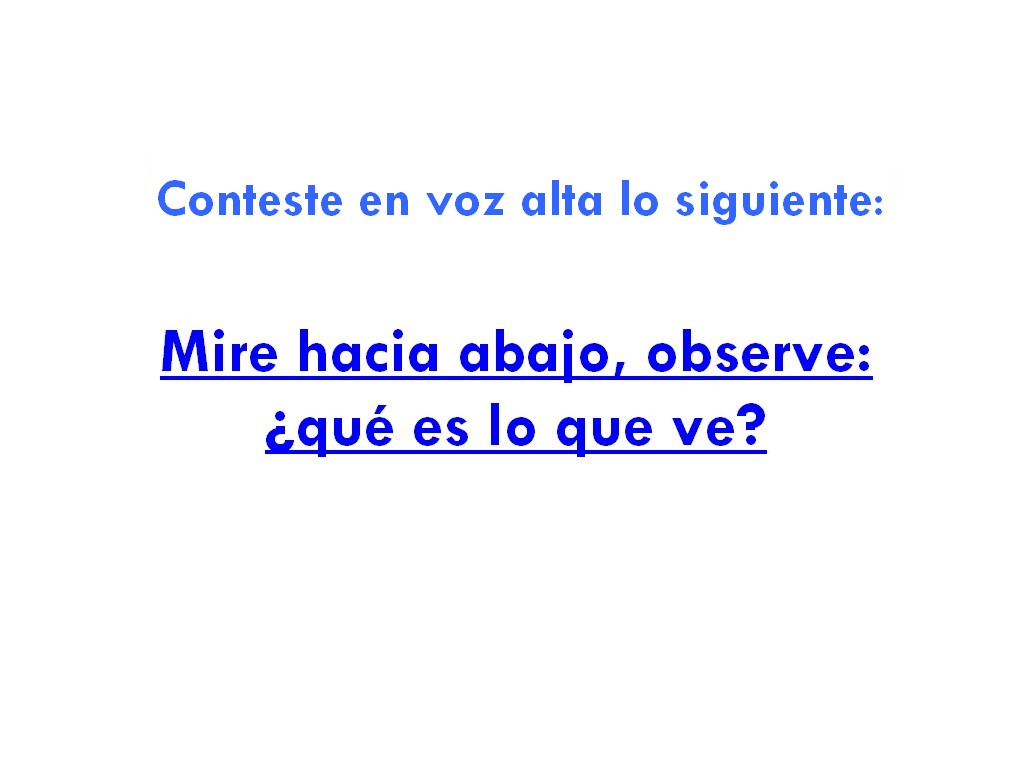 Conteste en voz alta lo siguiente:
Mire hacia abajo, observe:
¿qué es lo que ve?